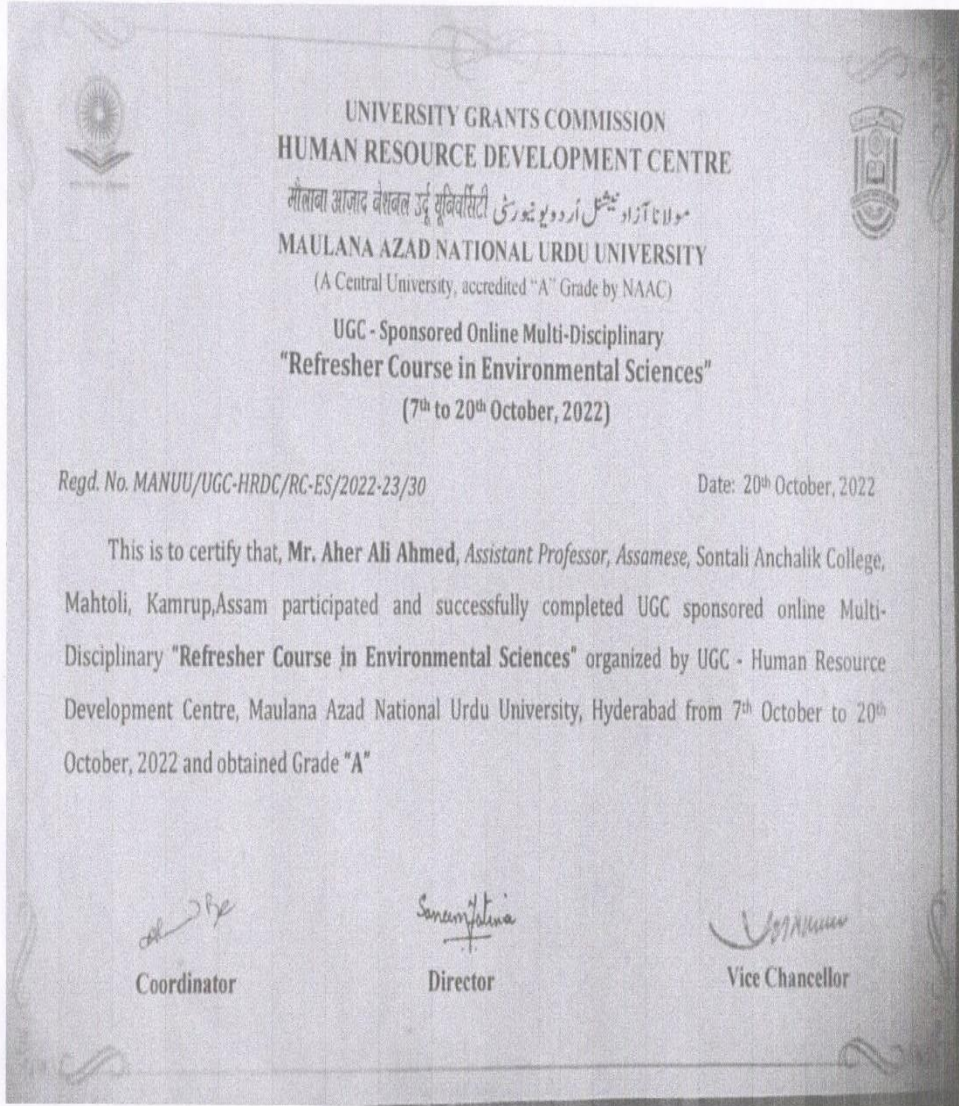 UNIVERSITY GRANTS COMMISSION
HUMAN RESOURCE DEVELOPMENT CENTRE
मौलाना आजाद नेशनल उर्दू यूनिवर्सिटी مولانا آزاد نیشنل اُردو یونیورسٹی
MAULANA AZAD NATIONAL URDU UNIVERSITY
(A Central University, accredited "A" Grade by NAAC)
UGC - Sponsored Online Multi-Disciplinary
"Refresher Course in Environmental Sciences"
(7th to 20th October, 2022)
Regd. No. MANUU/UGC-HRDC/RC-ES/2022-23/30 Date: 20th October, 2022
This is to certify that, Mr. Aher Ali Ahmed, Assistant Professor, Assamese, Sontali Anchalik College,
Mahtoli, Kamrup,Assam participated and successfully completed UGC sponsored online Multi-
Disciplinary "Refresher Course in Environmental Sciences" organized by UGC - Human Resource
Development Centre, Maulana Azad National Urdu University, Hyderabad from 7th October to 20th
October, 2022 and obtained Grade "A"
Coordinator Director Vice Chancellor